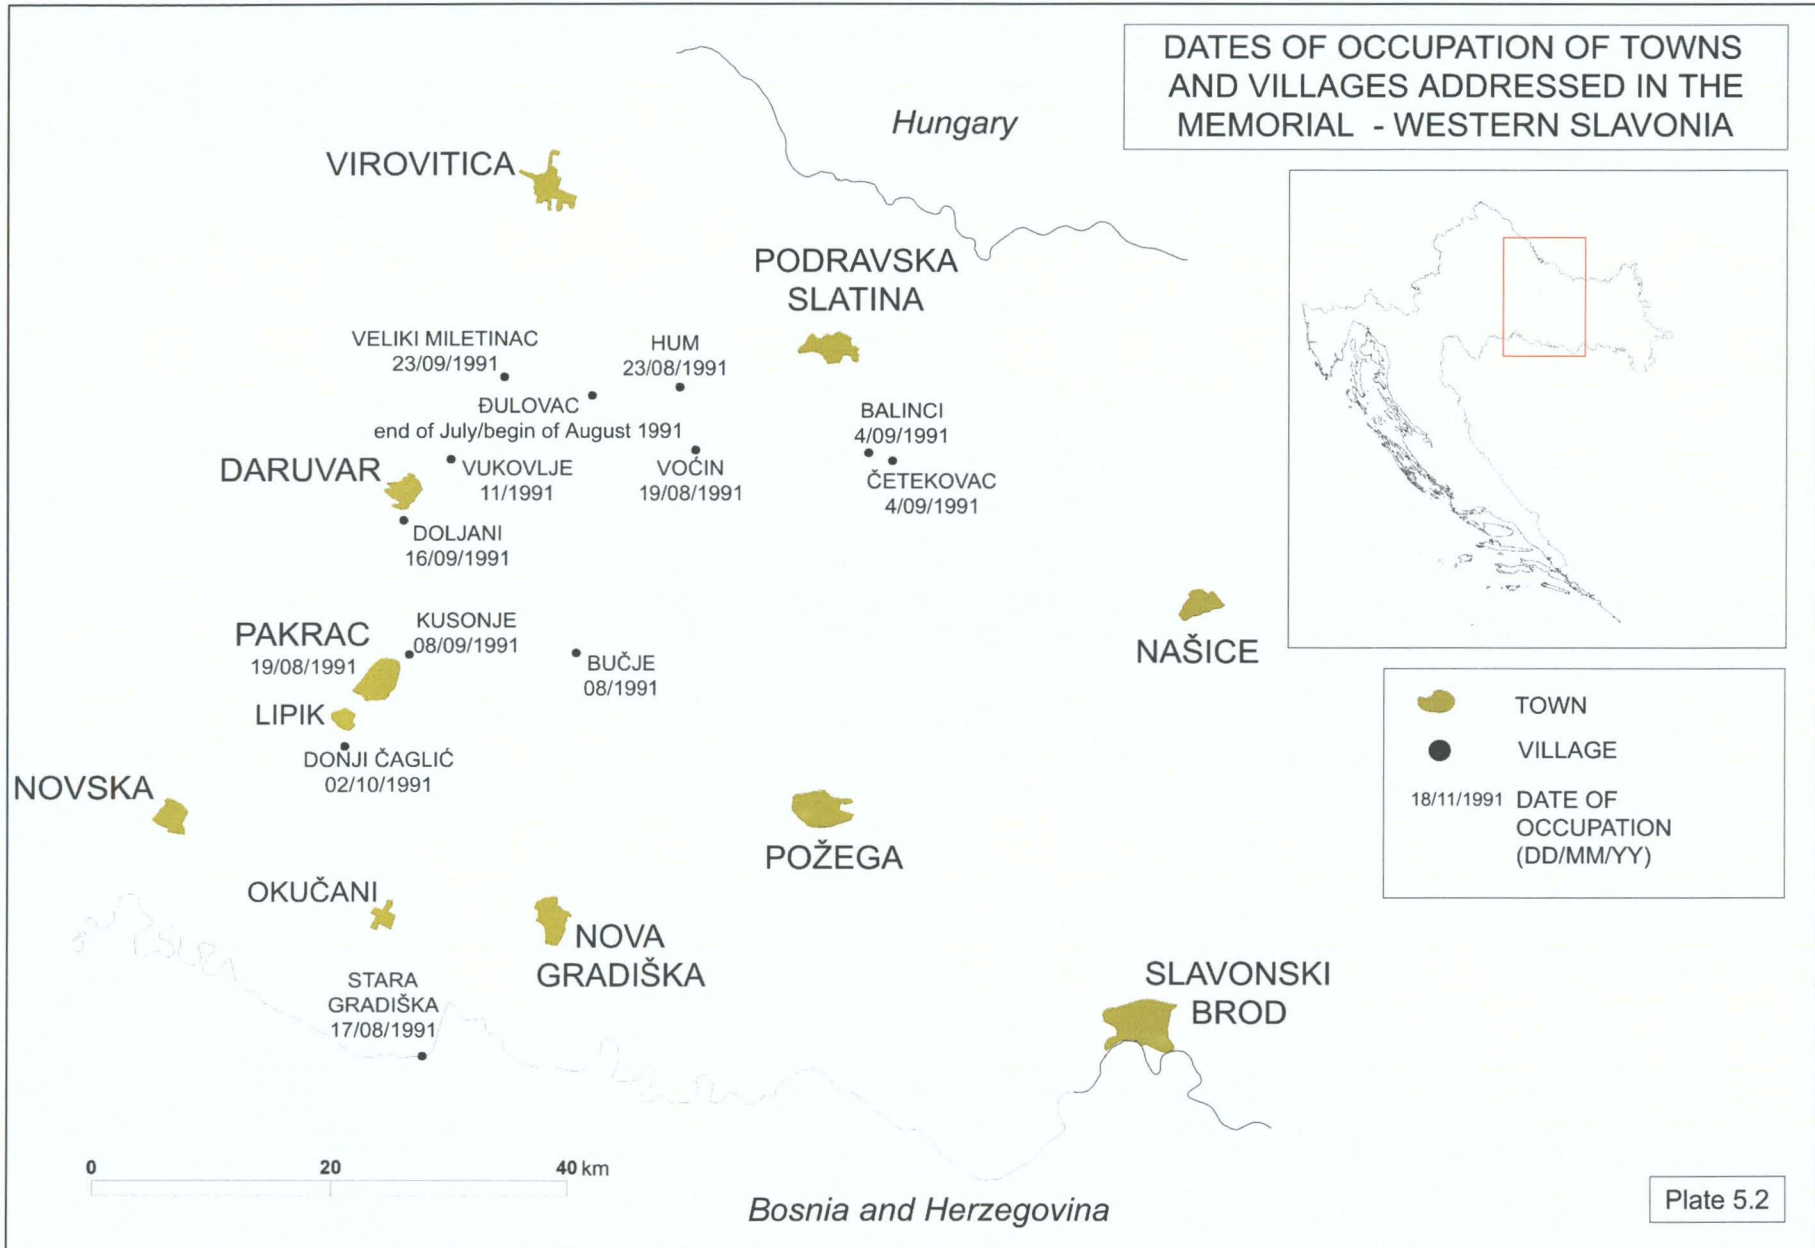 DATES OF OCCUPATION OF TOWNS
AND VILLAGES ADDRESSED IN THE
MEMORIAL - WESTERN SLAVONIA
Hungary
VIROVITICA
PODRAVSKA
SLATINA
VELIKI MILETINAC
23/09/1991
HUM
23/08/1991
ĐULOVAC
end of July/begin of August 1991
BALINCI
4/09/1991
DARUVAR
VUKOVLJE
11/1991
VOĆIN
19/08/1991
ČETEKOVAC
4/09/1991
DOLJANI
16/09/1991
PAKRAC
19/08/1991
KUSONJE
08/09/1991
BUČJE
08/1991
NAŠICE
LIPIK
DONJI ČAGLIĆ
02/10/1991
NOVSKA
POŽEGA
OKUČANI
NOVA
GRADIŠKA
STARA
GRADIŠKA
17/08/1991
SLAVONSKI
BROD
TOWN
VILLAGE
18/11/1991 DATE OF
OCCUPATION
(DD/MM/YY)
0 20 40 km
Bosnia and Herzegovina
Plate 5.2